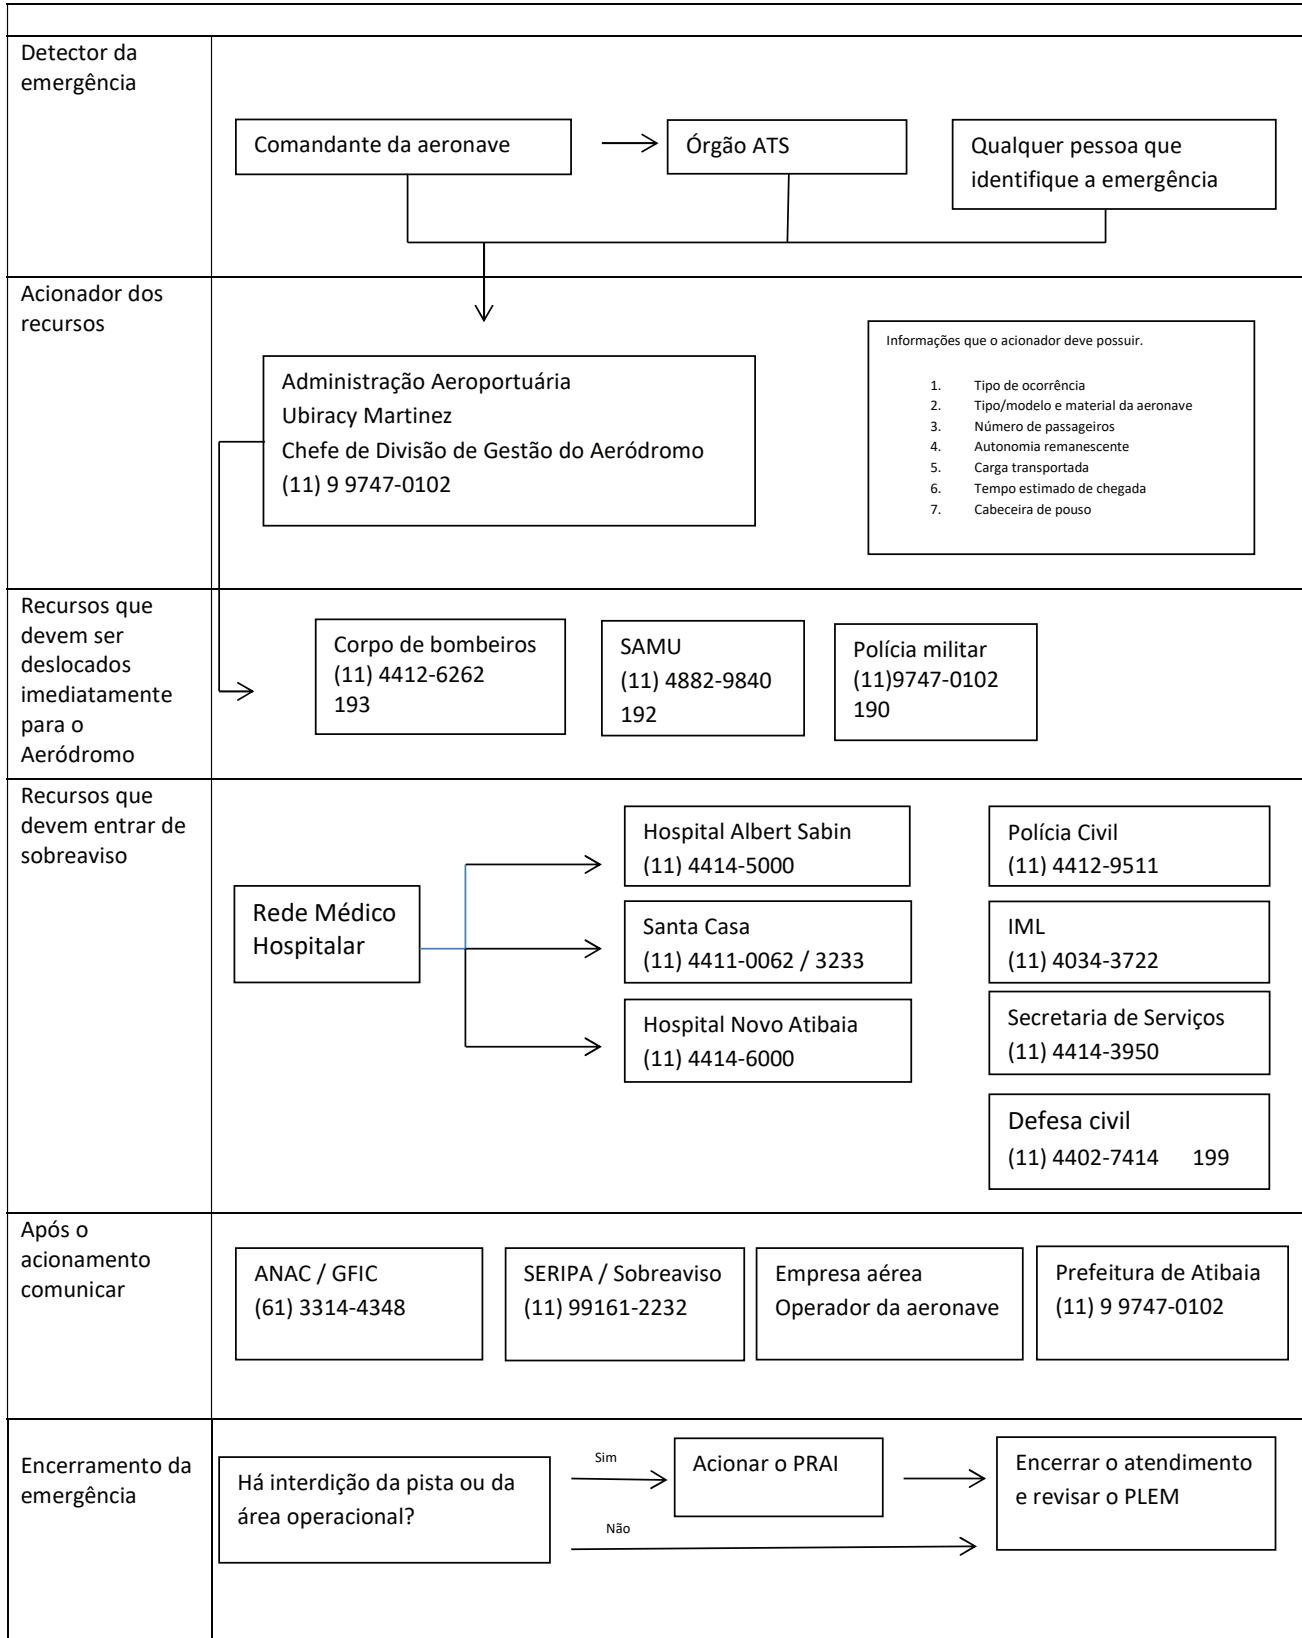 Detector da
emergência
Comandante da aeronave
Órgão ATS
Qualquer pessoa que
identifique a emergência
Acionador dos
recursos
Administração Aeroportuária
Ubiracy Martinez
Chefe de Divisão de Gestão do Aeródromo
(11) 9 9747-0102
Informações que o acionador deve possuir.
1. Tipo de ocorrência
2. Tipo/modelo e material da aeronave
3. Número de passageiros
4. Autonomia remanescente
5. Carga transportada
6. Tempo estimado de chegada
7. Cabeceira de pouso
Recursos que
devem ser
deslocados
imediatamente
para o
Aeródromo
Corpo de bombeiros
(11) 4412-6262
193
SAMU
(11) 4882-9840
192
Polícia militar
(11)9747-0102
190
Recursos que
devem entrar de
sobreaviso
Rede Médico
Hospitalar
Hospital Albert Sabin
(11) 4414-5000
Santa Casa
(11) 4411-0062 / 3233
Hospital Novo Atibaia
(11) 4414-6000
Polícia Civil
(11) 4412-9511
IML
(11) 4034-3722
Secretaria de Serviços
(11) 4414-3950
Defesa civil
(11) 4402-7414 199
Após o
acionamento
comunicar
ANAC / GFIC
(61) 3314-4348
SERIPA / Sobreaviso
(11) 99161-2232
Empresa aérea
Operador da aeronave
Prefeitura de Atibaia
(11) 9 9747-0102
Encerramento da
emergência
Há interdição da pista ou da
área operacional?
Sim
Não
Acionar o PRAI
Encerrar o atendimento
e revisar o PLEM